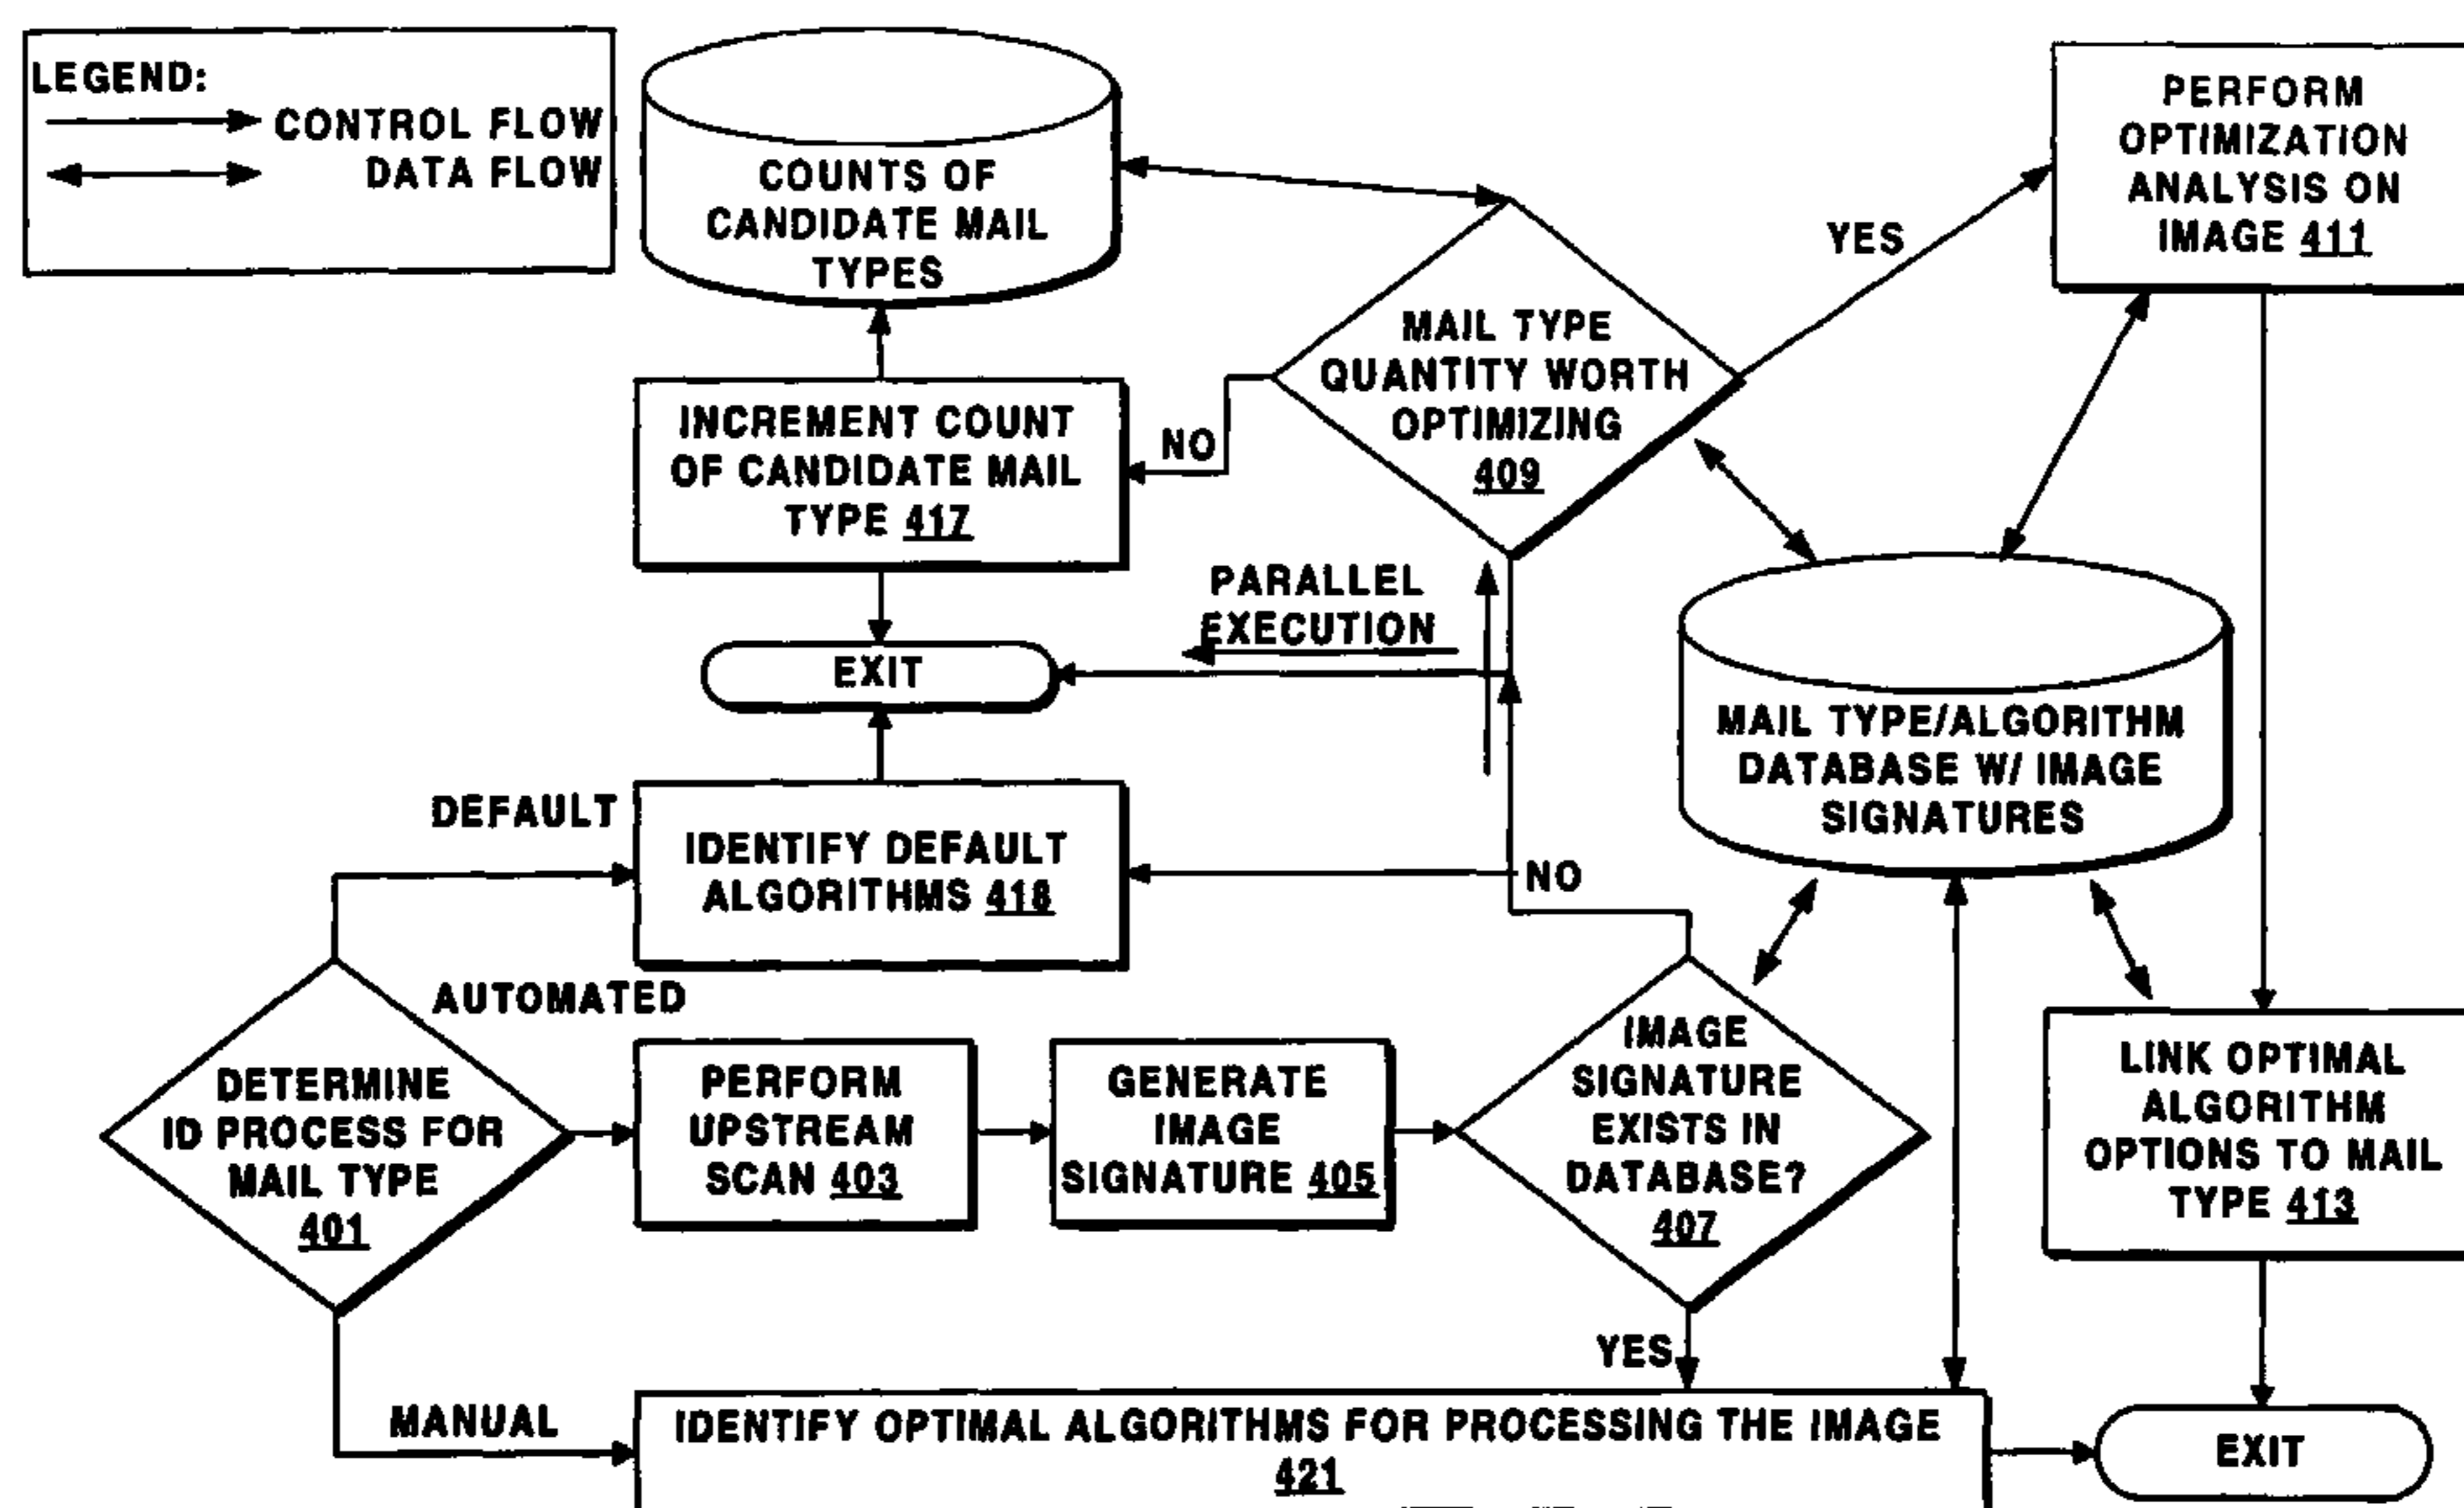 LEGEND:
CONTROL FLOW
DATA FLOW
COUNTS OF
CANDIDATE MAIL
TYPES
PERFORM
OPTIMIZATION
ANALYSIS ON
IMAGE 411
YES
MAIL TYPE
QUANTITY WORTH
OPTIMIZING
409
NO
INCREMENT COUNT
OF CANDIDATE MAIL
TYPE 417
PARALLEL
EXECUTION
EXIT
MAIL TYPE/ALGORITHM
DATABASE W/ IMAGE
SIGNATURES
DEFAULT
IDENTIFY DEFAULT
ALGORITHMS 418
NO
AUTOMATED
DETERMINE
ID PROCESS FOR
MAIL TYPE
401
PERFORM
UPSTREAM
SCAN 403
GENERATE
IMAGE
SIGNATURE 405
IMAGE
SIGNATURE
EXISTS IN
DATABASE?
407
LINK OPTIMAL
ALGORITHM
OPTIONS TO MAIL
TYPE 413
YES
MANUAL
IDENTIFY OPTIMAL ALGORITHMS FOR PROCESSING THE IMAGE
421
EXIT